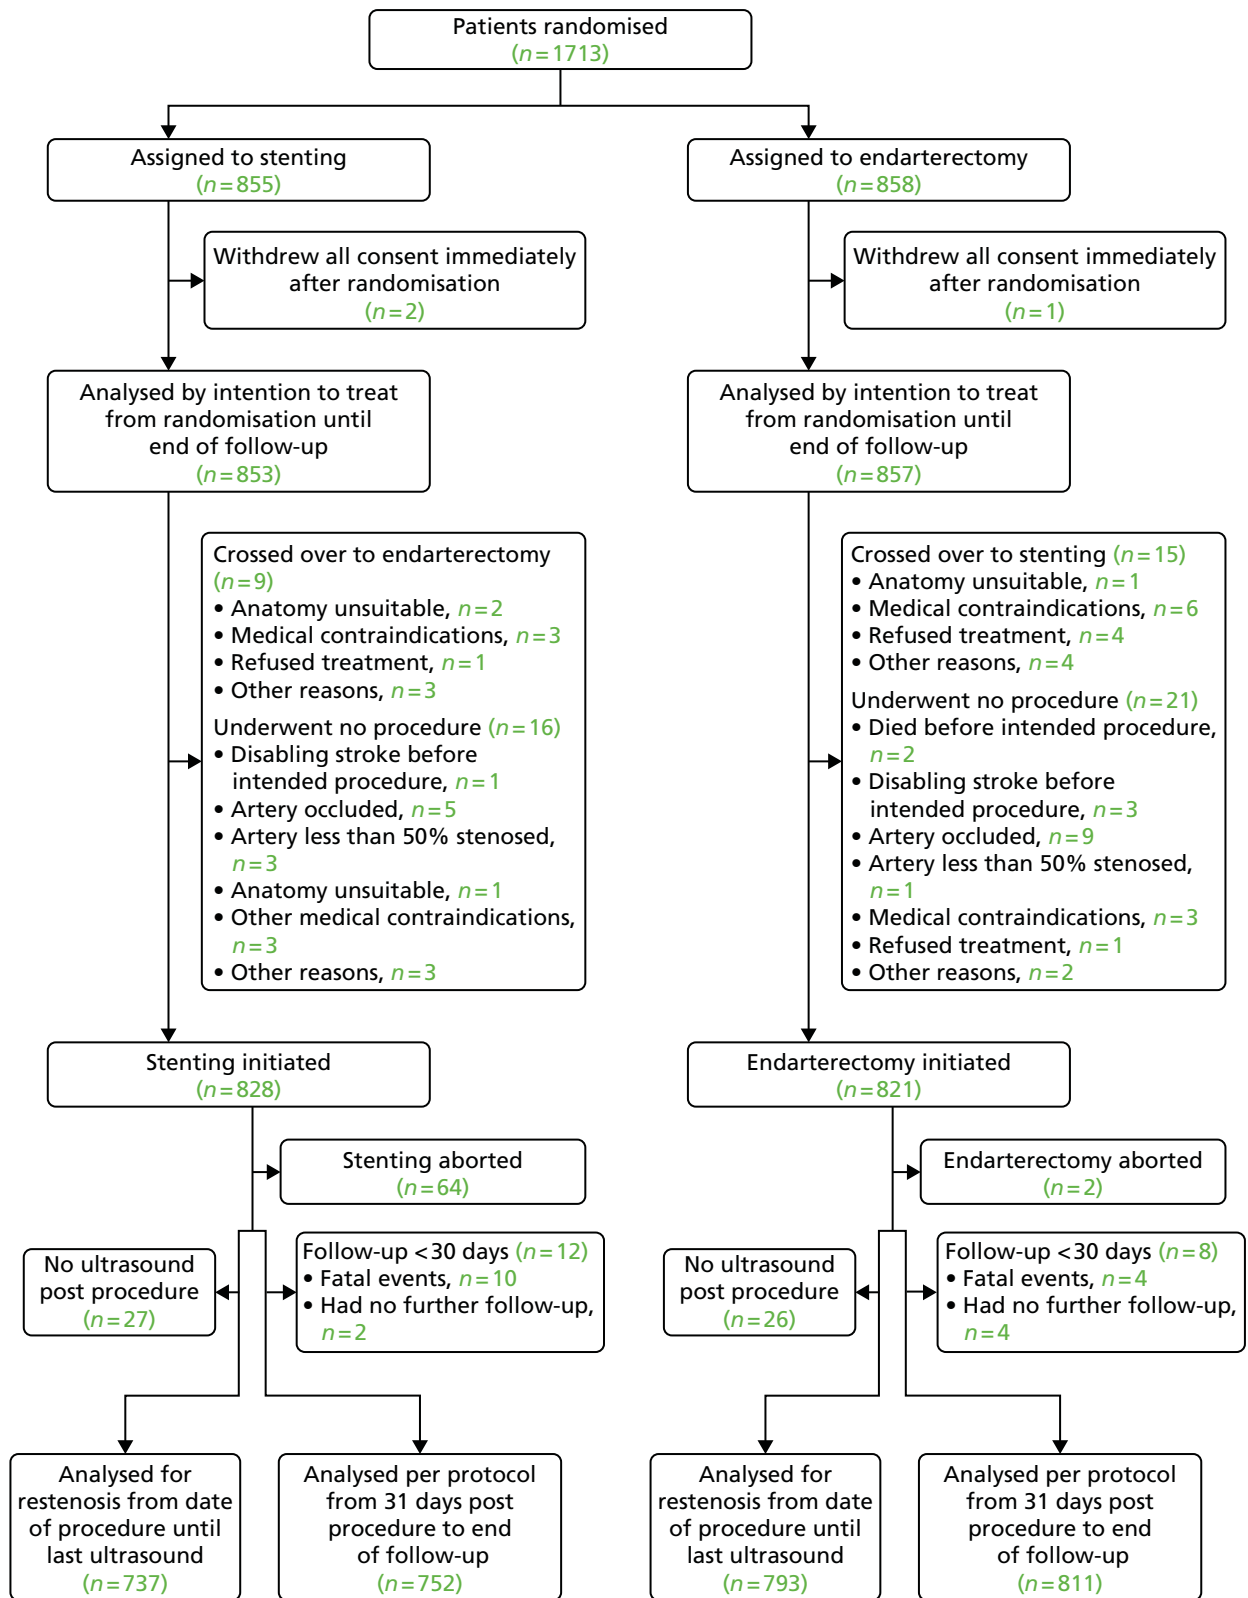 Patients randomised
(n=1713)
Assigned to stenting
(n=855)
Assigned to endarterectomy
(n=858)
Withdrew all consent immediately
after randomisation
(n=2)
Withdrew all consent immediately
after randomisation
(n=1)
Analysed by intention to treat
from randomisation until
end of follow-up
(n=853)
Analysed by intention to treat
from randomisation until
end of follow-up
(n=857)
Crossed over to endarterectomy
(n=9)
• Anatomy unsuitable, n=2
• Medical contraindications, n=3
• Refused treatment, n=1
• Other reasons, n=3
Underwent no procedure (n=16)
• Disabling stroke before
intended procedure, n=1
• Artery occluded, n=5
• Artery less than 50% stenosed,
n=3
• Anatomy unsuitable, n=1
• Other medical contraindications,
n=3
• Other reasons, n=3
Crossed over to stenting (n=15)
• Anatomy unsuitable, n=1
• Medical contraindications, n=6
• Refused treatment, n=4
• Other reasons, n=4
Underwent no procedure (n=21)
• Died before intended procedure,
n=2
• Disabling stroke before
intended procedure, n=3
• Artery occluded, n=9
• Artery less than 50% stenosed,
n=1
• Medical contraindications, n=3
• Refused treatment, n=1
• Other reasons, n=2
Stenting initiated
(n=828)
Endarterectomy initiated
(n=821)
Stenting aborted
(n=64)
Endarterectomy aborted
(n=2)
No ultrasound
post procedure
(n=27)
Follow-up <30 days (n=12)
• Fatal events, n=10
• Had no further follow-up,
n=2
No ultrasound
post procedure
(n=26)
Follow-up <30 days (n=8)
• Fatal events, n=4
• Had no further follow-up,
n=4
Analysed for
restenosis from date
of procedure until
last ultrasound
(n=737)
Analysed per protocol
from 31 days post
procedure to end
of follow-up
(n=752)
Analysed for
restenosis from date
of procedure until
last ultrasound
(n=793)
Analysed per protocol
from 31 days post
procedure to end
of follow-up
(n=811)